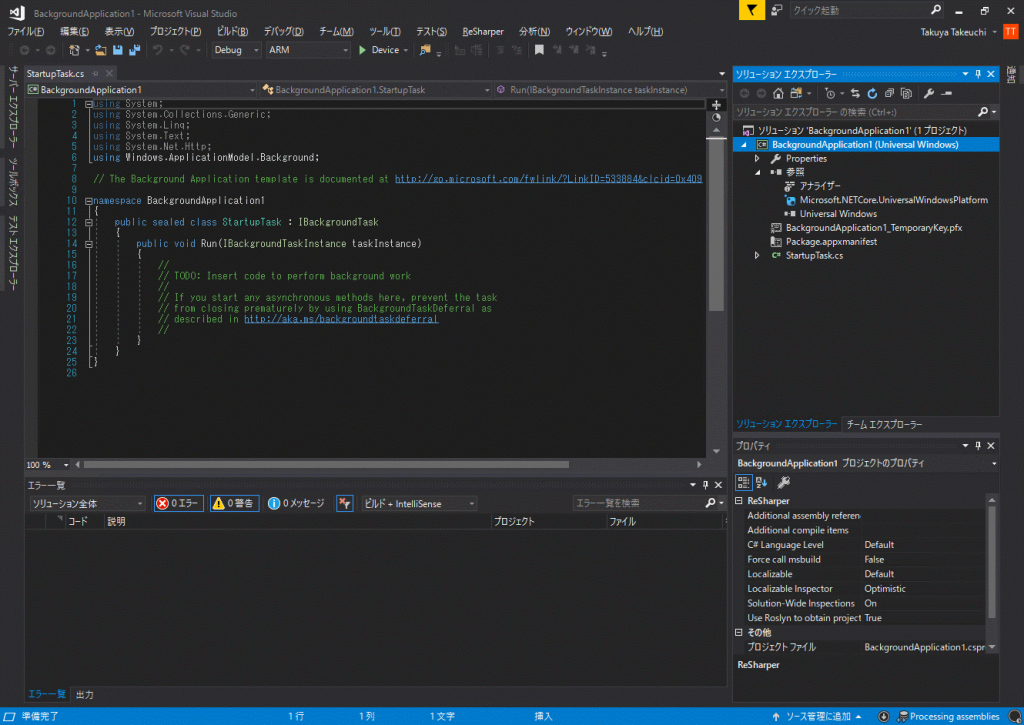 BackgroundApplication1 - Microsoft Visual Studio
クイック起動
ファイル(F) 編集(E) 表示(V) プロジェクト(P) ビルド(B) デバッグ(D) チーム(M) ツール(T) テスト(S) ReSharper 分析(N) ウィンドウ(W) ヘルプ(H)
Takuya Takeuchi TT
Debug ARM Device
サーバー エクスプローラー
ツールボックス
テスト エクスプローラー
StartupTask.cs
BackgroundApplication1 BackgroundApplication1.StartupTask Run(IBackgroundTaskInstance taskInstance)
1 using System;
2 using System.Collections.Generic;
3 using System.Linq;
4 using System.Text;
5 using System.Net.Http;
6 using Windows.ApplicationModel.Background;
7
8 // The Background Application template is documented at http://go.microsoft.com/fwlink/?LinkID=533884&clcid=0x409
9
10 namespace BackgroundApplication1
11 {
12 public sealed class StartupTask : IBackgroundTask
13 {
14 public void Run(IBackgroundTaskInstance taskInstance)
15 {
16 //
17 // TODO: Insert code to perform background work
18 //
19 // If you start any asynchronous methods here, prevent the task
20 // from closing prematurely by using BackgroundTaskDeferral as
21 // described in http://aka.ms/backgroundtaskdeferral
22 //
23 }
24 }
25 }
26
100 %
エラー一覧
ソリューション全体 0 エラー 0 警告 0 メッセージ ビルド + IntelliSense エラー一覧を検索
コード 説明 プロジェクト ファイル
エラー一覧 出力
ソリューション エクスプローラー
ソリューション エクスプローラー の検索 (Ctrl+:)
ソリューション 'BackgroundApplication1' (1 プロジェクト)
BackgroundApplication1 (Universal Windows)
Properties
参照
アナライザー
Microsoft.NETCore.UniversalWindowsPlatform
Universal Windows
BackgroundApplication1_TemporaryKey.pfx
Package.appxmanifest
C# StartupTask.cs
ソリューション エクスプローラー チーム エクスプローラー
プロパティ
BackgroundApplication1 プロジェクトのプロパティ
ReSharper
Additional assembly referen
Additional compile items
C# Language Level Default
Force call msbuild False
Localizable Default
Localizable Inspector Optimistic
Solution-Wide Inspections On
Use Roslyn to obtain project True
その他
プロジェクト ファイル BackgroundApplication1.cspr
ReSharper
通知
準備完了 1 行 1 列 1 文字 挿入 ソース管理に追加 Processing assemblies